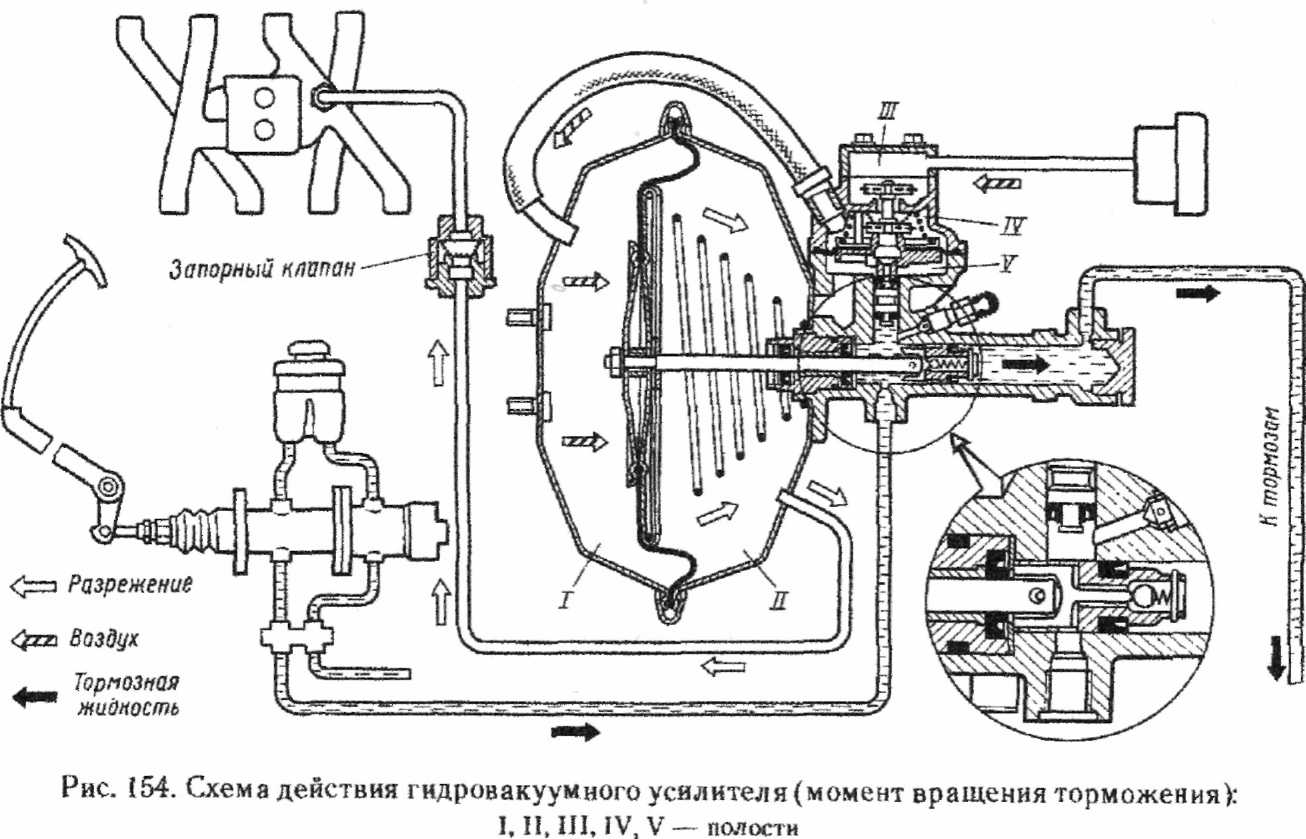 III
IV
V
Запорный клапан
I
II
К тормозам
Разрежение
Воздух
Тормозная
жидкость
Рис. 154. Схема действия гидровакуумного усилителя (момент вращения торможения):
I, II, III, IV, V — полости